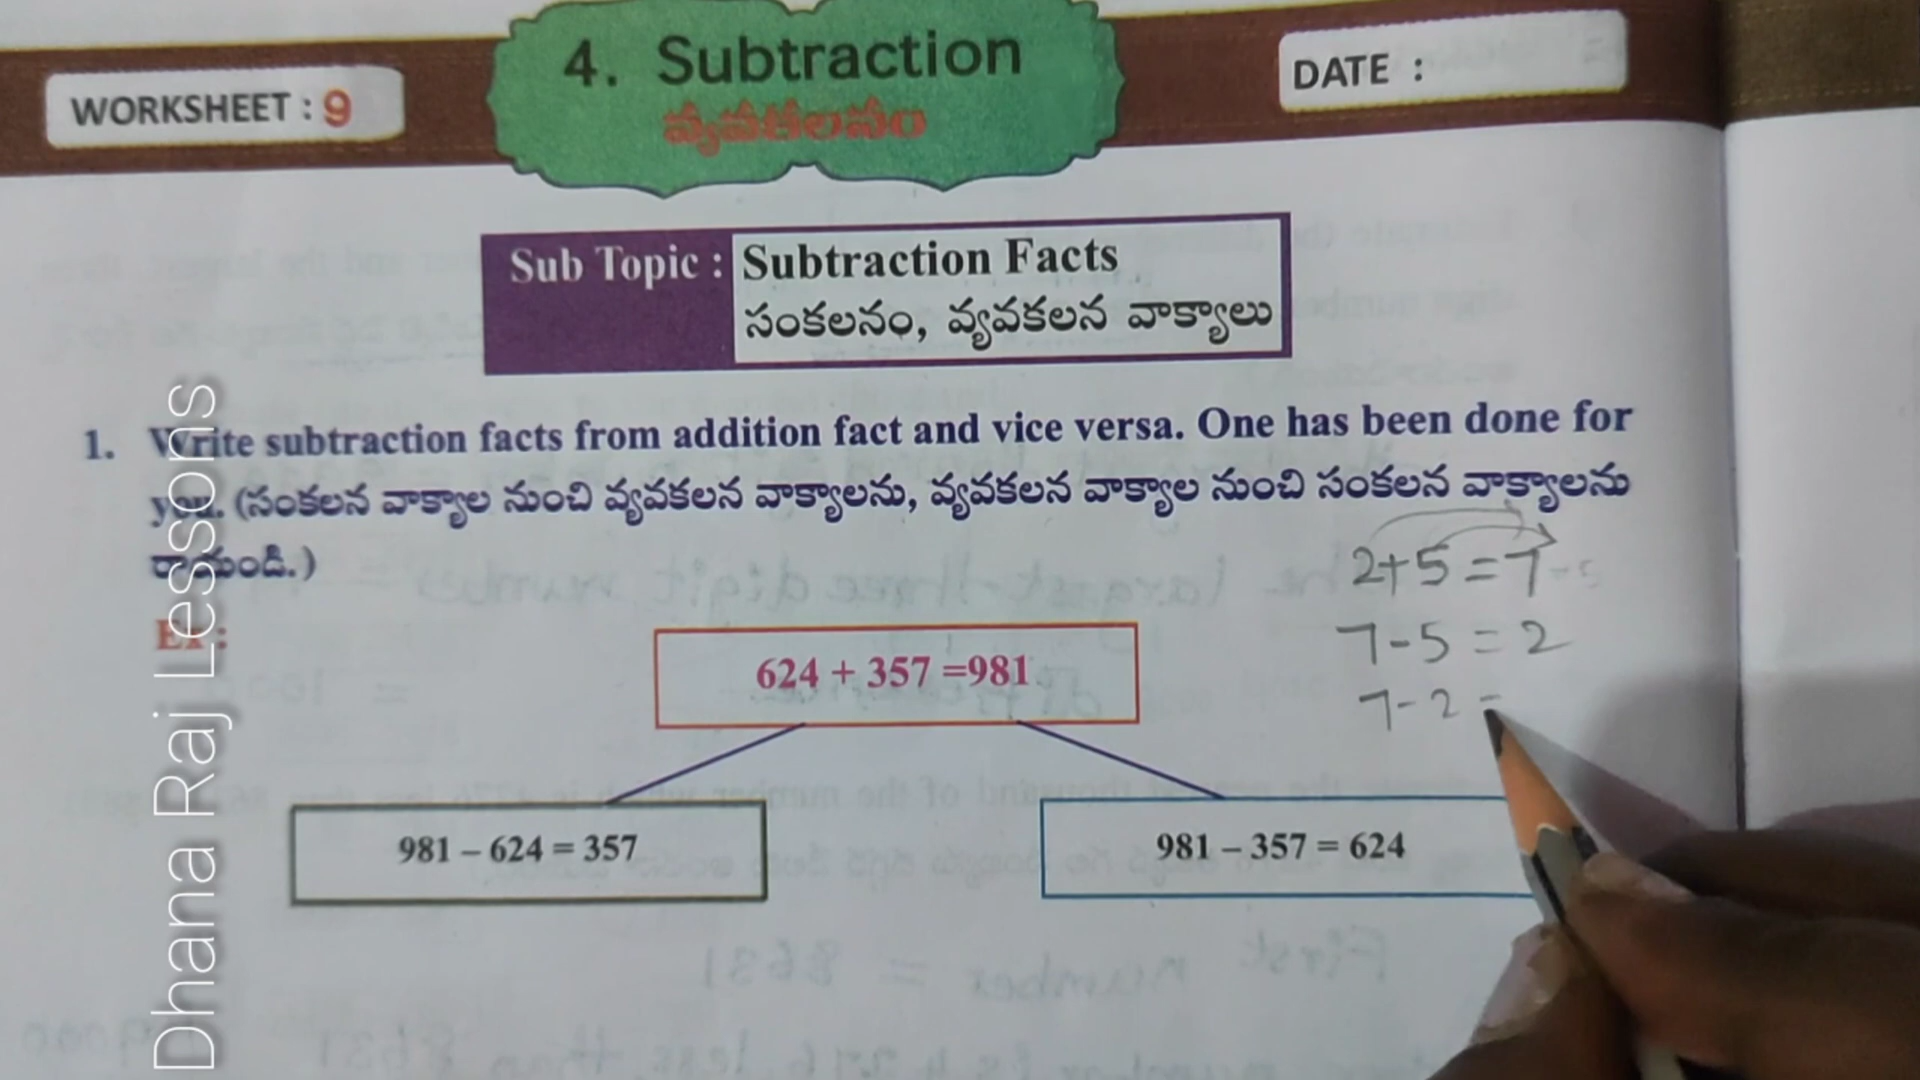 WORKSHEET : 9
4. Subtraction
వ్యవకలనం
DATE :
Sub Topic :
Subtraction Facts
సంకలనం, వ్యవకలన వాక్యాలు
1. Write subtraction facts from addition fact and vice versa. One has been done for
you. (సంకలన వాక్యాల నుంచి వ్యవకలన వాక్యాలను, వ్యవకలన వాక్యాల నుంచి సంకలన వాక్యాలను
రాయండి.)
Ex :
2+5=7-5
7-5=2
7-2=
624 + 357 =981
981 – 624 = 357
981 – 357 = 624
Dhana Raj Lessons